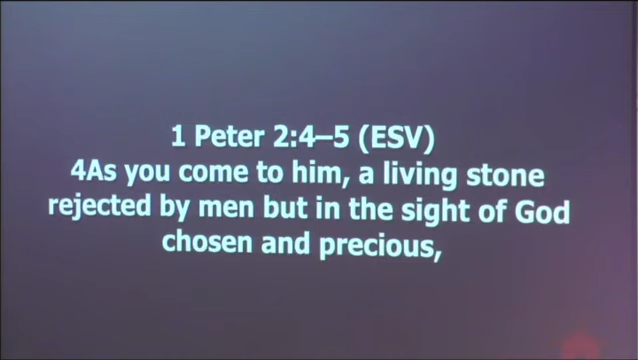 1 Peter 2:4–5 (ESV)
4As you come to him, a living stone
rejected by men but in the sight of God
chosen and precious,